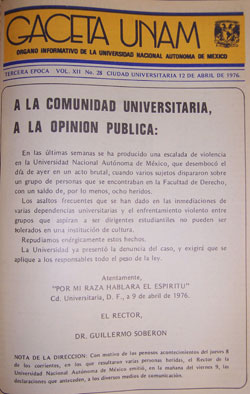 GACETA UNAM
ORGANO INFORMATIVO DE LA UNIVERSIDAD NACIONAL AUTONOMA DE MEXICO
TERCERA EPOCA VOL. XII No. 28 CIUDAD UNIVERSITARIA 12 DE ABRIL DE 1976.
A LA COMUNIDAD UNIVERSITARIA,
A LA OPINION PUBLICA:
En las últimas semanas se ha producido una escalada de violencia
en la Universidad Nacional Autónoma de México, que desembocó el
día de ayer en un acto brutal, cuando varios sujetos dispararon sobre
un grupo de personas que se encontraban en la Facultad de Derecho,
con un saldo de, por lo menos, ocho heridos.
Los asaltos frecuentes que se han dado en las inmediaciones de
varias dependencias universitarias y el enfrentamiento violento entre
grupos que aspiran a ser dirigentes estudiantiles no pueden ser
tolerados en una institución de cultura.
Repudiamos enérgicamente estos hechos.
La Universidad ya presentó la denuncia del caso, y exigirá que se
aplique a los responsables todo el peso de la ley.
Atentamente,
"POR MI RAZA HABLARA EL ESPIRITU"
Cd. Universitaria, D. F., a 9 de abril de 1976.
EL RECTOR,
DR. GUILLERMO SOBERON
NOTA DE LA DIRECCION: Con motivo de los penosos acontecimientos del jueves 8
de los corrientes, en los que resultaron varias personas heridas, el Rector de la
Universidad Nacional Autónoma de México emitió, en la mañana del viernes 9, las
declaraciones que anteceden, a los diversos medios de comunicación.